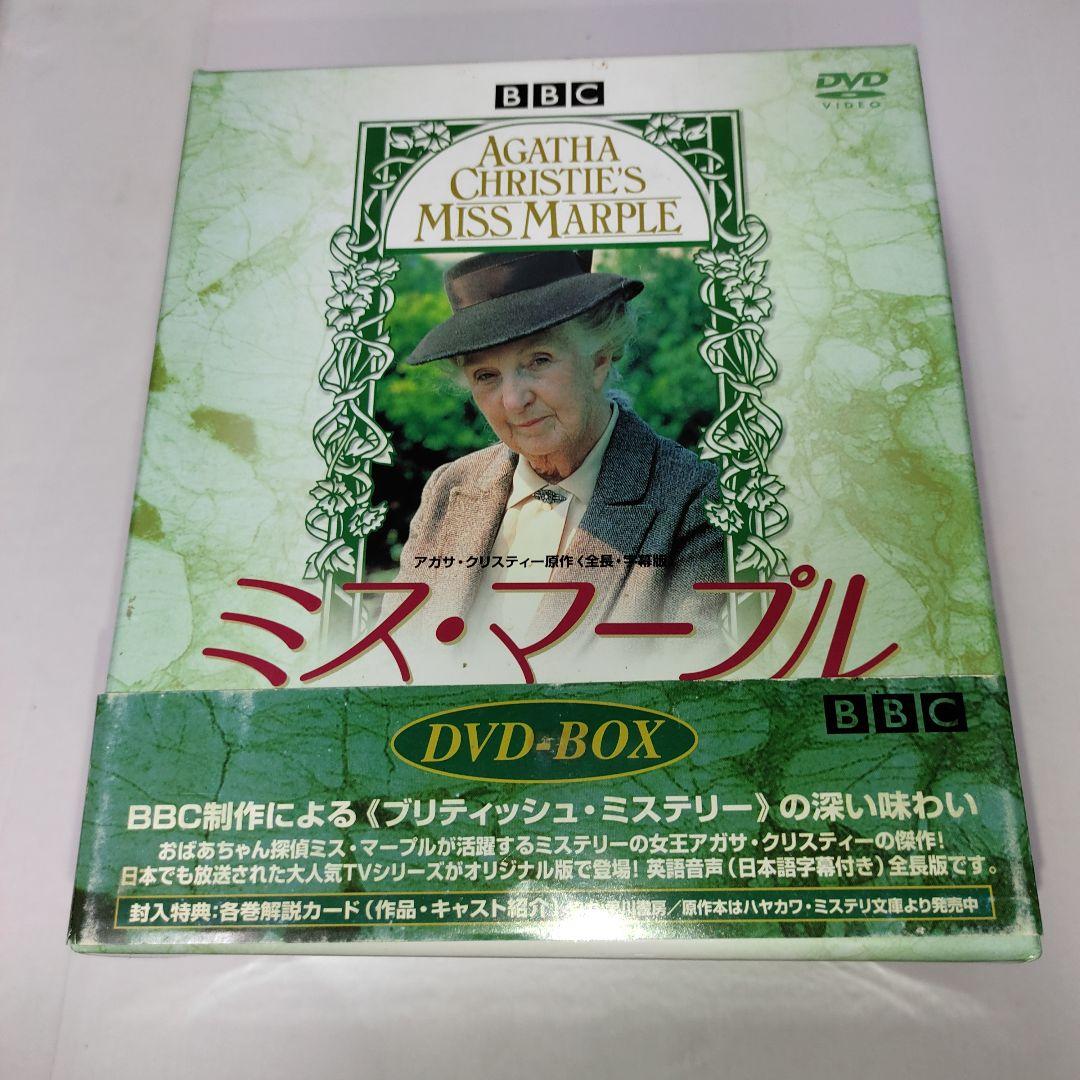 BBC
DVD
VIDEO
AGATHA
CHRISTIE'S
MISS MARPLE
アガサ・クリスティー原作〈全長・字幕版
ミス・マープル
BBC
DVD-BOX
BBC制作による《ブリティッシュ・ミステリー》の深い味わい
おばあちゃん探偵ミス・マープルが活躍するミステリーの女王アガサ・クリスティーの傑作!
日本でも放送された大人気TVシリーズがオリジナル版で登場! 英語音声(日本語字幕付き)全長版です。
封入特典:各巻解説カード(作品・キャスト紹介 川書房/原作本はハヤカワ・ミステリ文庫より発売中